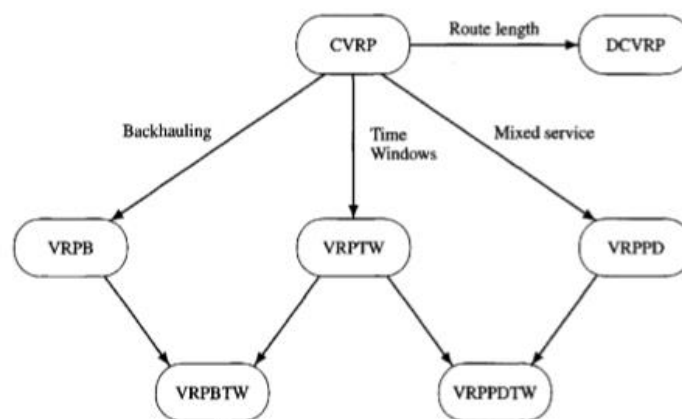 CVRP
Route length
DCVRP
Backhauling
Time
Windows
Mixed service
VRPB
VRPTW
VRPPD
VRPBTW
VRPPDTW